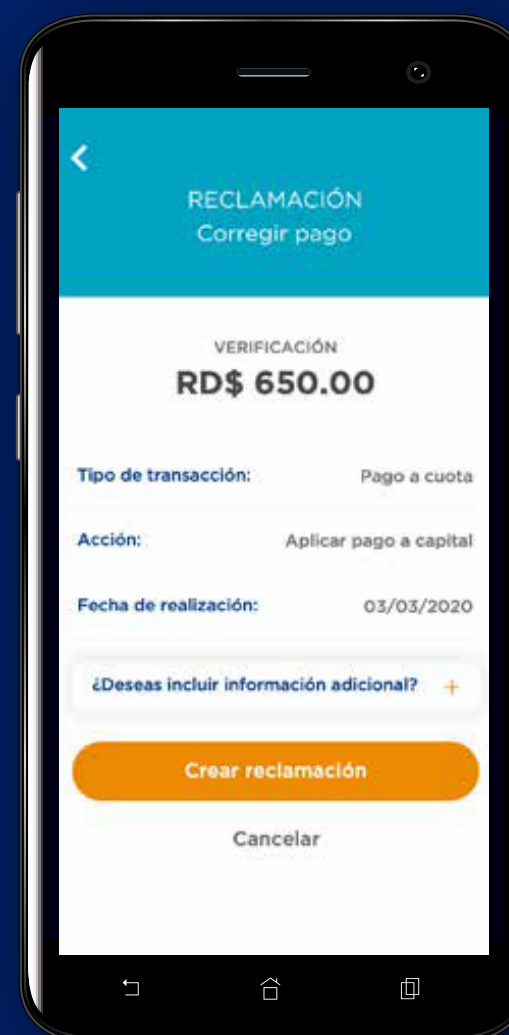 RECLAMACIÓN
Corregir pago
VERIFICACIÓN
RD$ 650.00
Tipo de transacción: Pago a cuota
Acción: Aplicar pago a capital
Fecha de realización: 03/03/2020
¿Deseas incluir información adicional? +
Crear reclamación
Cancelar